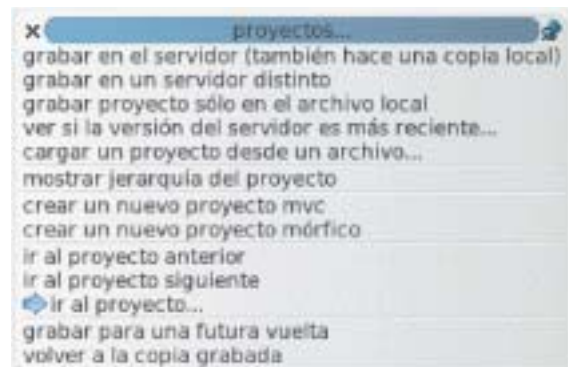 proyectos...
grabar en el servidor (también hace una copia local)
grabar en un servidor distinto
grabar proyecto sólo en el archivo local
ver si la versión del servidor es más reciente...
cargar un proyecto desde un archivo...
mostrar jerarquía del proyecto
crear un nuevo proyecto mvc
crear un nuevo proyecto mórfico
ir al proyecto anterior
ir al proyecto siguiente
ir al proyecto...
grabar para una futura vuelta
volver a la copia grabada